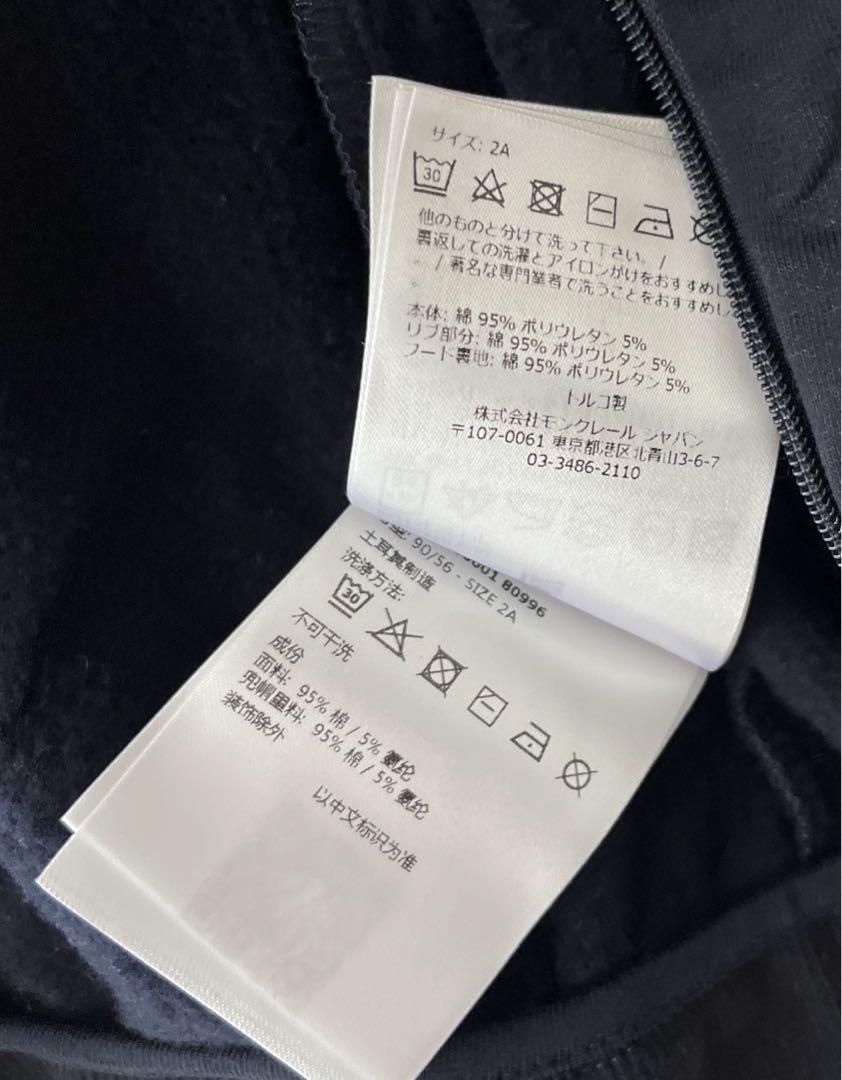 サイズ: 2A
30
他のものと分けて洗って下さい。 /
裏返しての洗濯とアイロンがけをおすすめし
。 / 著名な専門業者で洗うことをおすすめし
。
本体: 綿 95% ポリウレタン 5%
リブ部分: 綿 95% ポリウレタン 5%
フード裏地: 綿 95% ポリウレタン 5%
トルコ製
株式会社モンクレール ジャパン
〒107-0061 東京都港区北青山3-6-7
03-3486-2110
001 80996
型: 90/56 - SIZE 2A
土耳其制造
洗涤方法:
30
不可干洗
成份
面料: 95% 棉 / 5% 氨纶
兜帽里料: 95% 棉 / 5% 氨纶
装饰除外
以中文标识为准